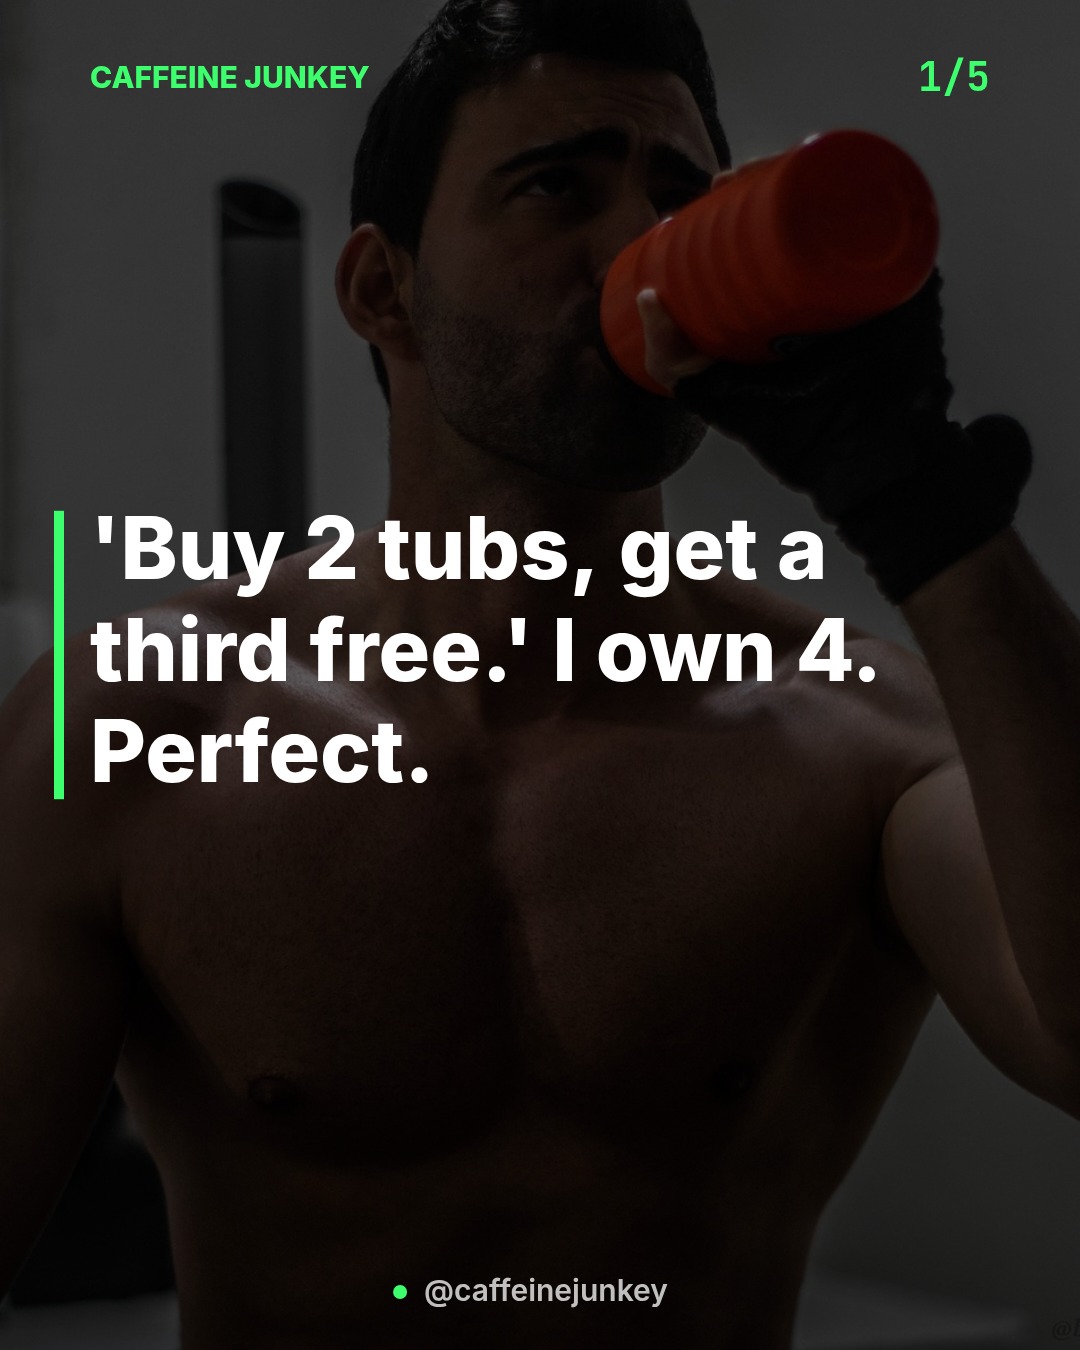 CAFFEINE JUNKEY
1/5
'Buy 2 tubs, get a
third free.' I own 4.
Perfect.
@caffeinejunkey